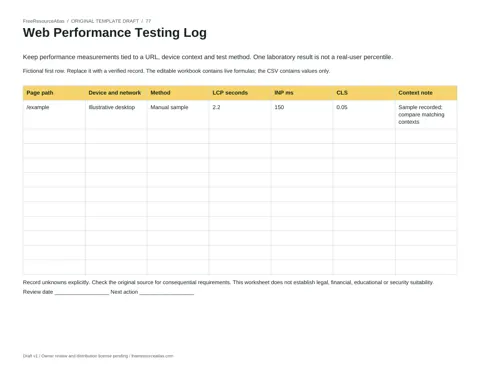 FreeResourceAtlas / ORIGINAL TEMPLATE DRAFT / 77
Web Performance Testing Log
Keep performance measurements tied to a URL, device context and test method. One laboratory result is not a real-user percentile.
Fictional first row. Replace it with a verified record. The editable workbook contains live formulas; the CSV contains values only.
Page path Device and network Method LCP seconds INP ms CLS Context note
/example Illustrative desktop Manual sample 2.2 150 0.05 Sample recorded;
compare matching
contexts
Record unknowns explicitly. Check the original source for consequential requirements. This worksheet does not establish legal, financial, educational or security suitability.
Review date ___________________ Next action ___________________
Draft v1 / Owner review and distribution license pending / freeresourceatlas.com